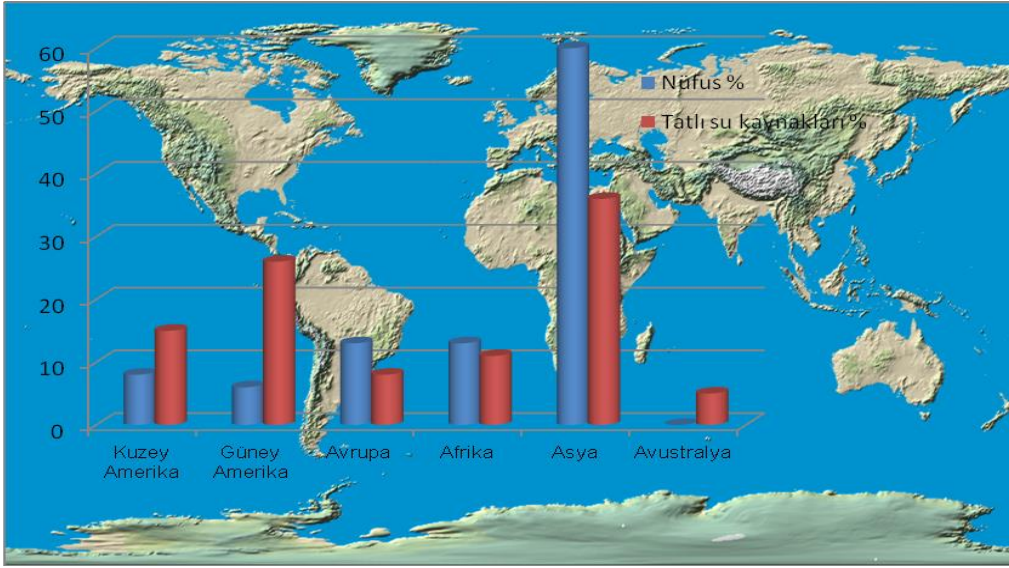 60
50
40
30
20
10
0
Nüfus %
Tatlı su kaynakları %
Kuzey Amerika
Güney Amerika
Avrupa
Afrika
Asya
Avustralya